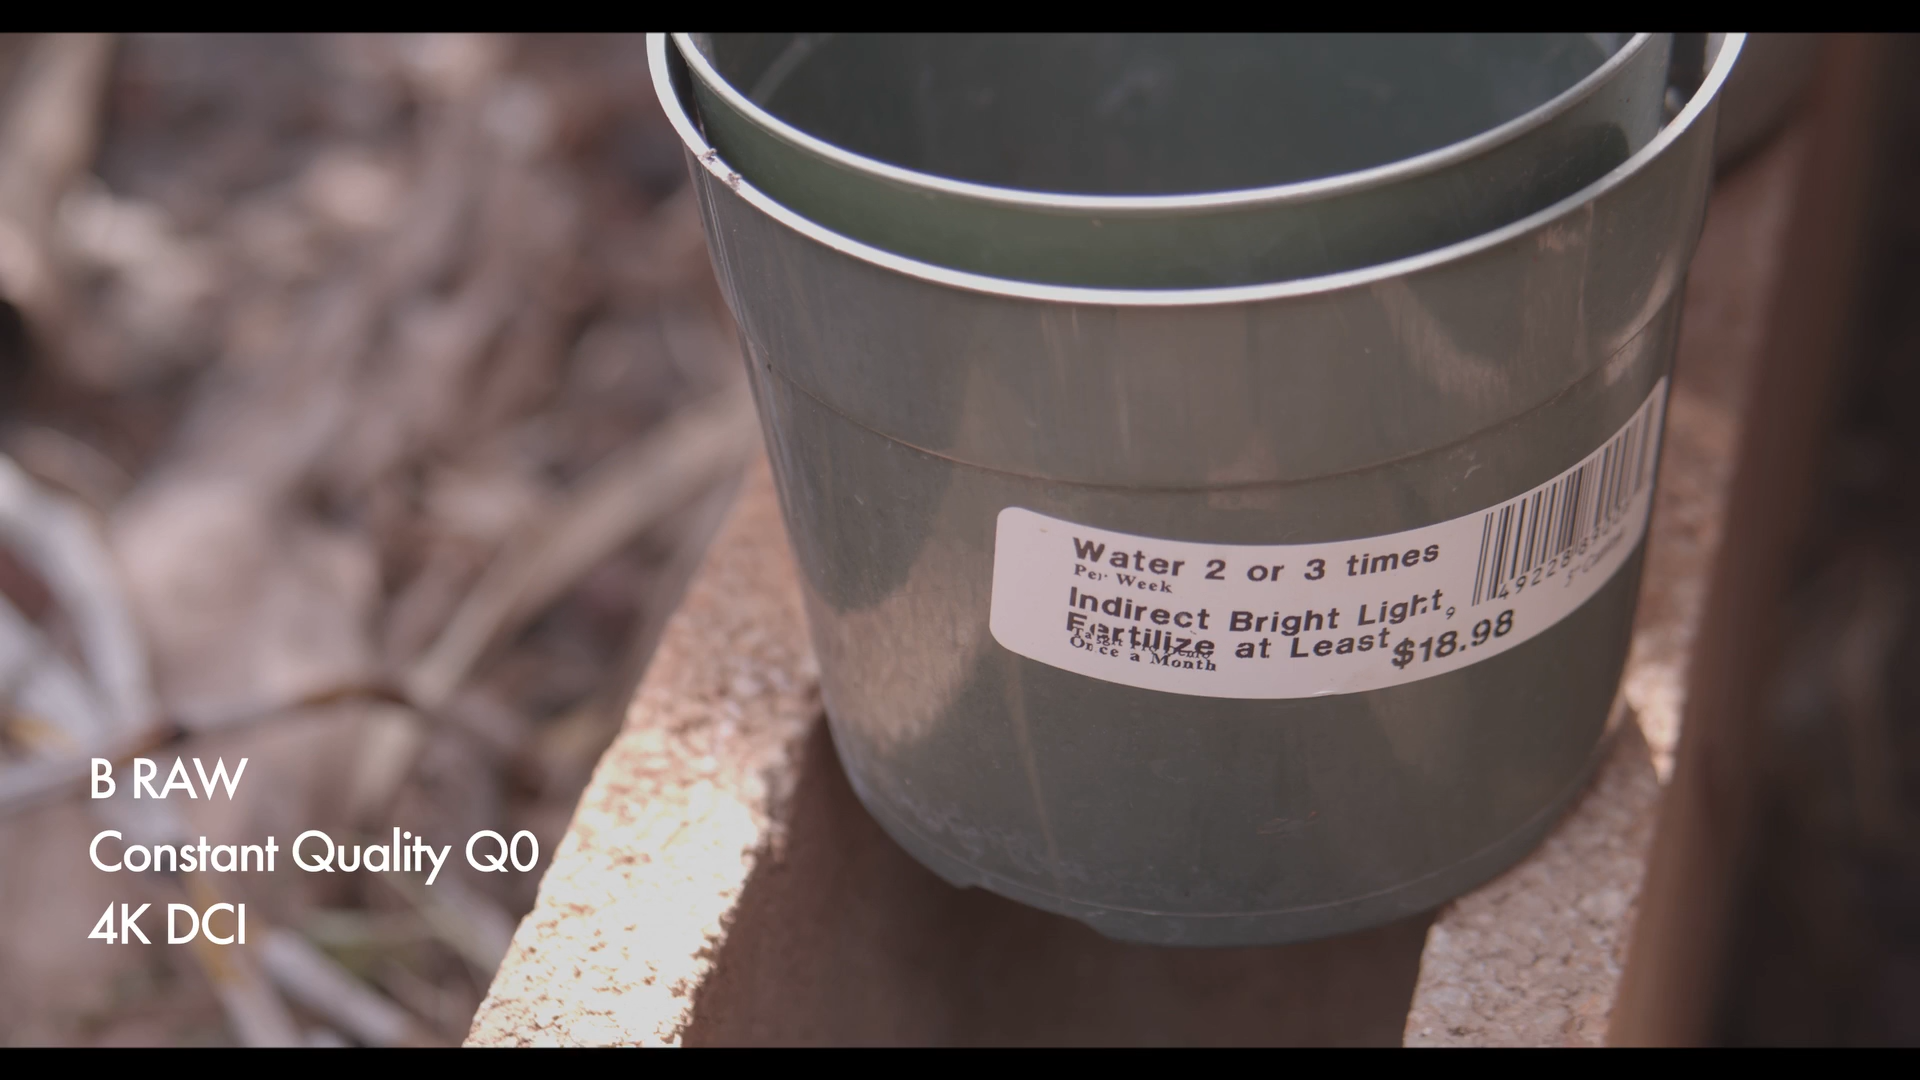 Water 2 or 3 times
Per Week
Indirect Bright Light,
Fertilize at Least
Once a Month
$18.98
B RAW
Constant Quality Q0
4K DCI